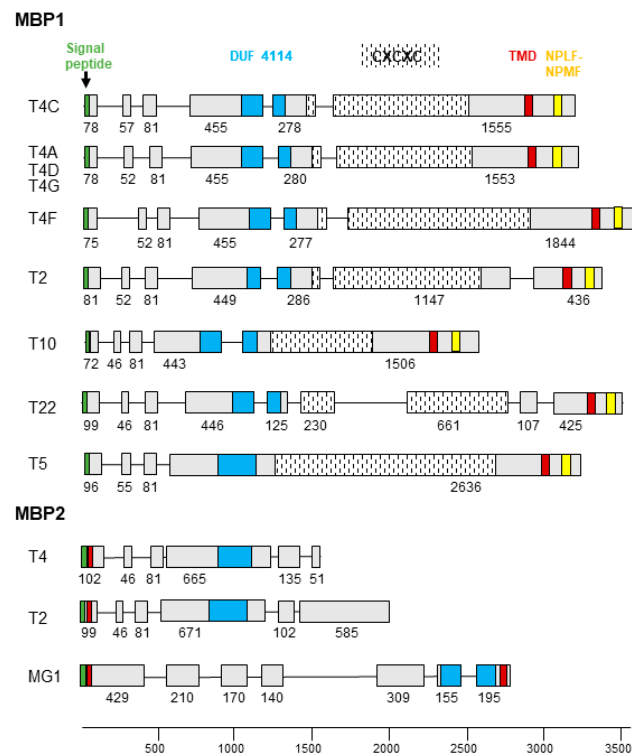 MBP1
Signal
peptide
DUF 4114
CXCXC
TMD
NPLF-
NPMF
T4C
78 57 81 455 278 1555
T4A
T4D
T4G
78 52 81 455 280 1553
T4F
75 52 81 455 277 1844
T2
81 52 81 449 286 1147 436
T10
72 46 81 443 1506
T22
99 46 81 446 125 230 661 107 425
T5
96 55 81 2636
MBP2
T4
102 46 81 665 135 51
T2
99 46 81 671 102 585
MG1
429 210 170 140 309 155 195
500 1000 1500 2000 2500 3000 3500